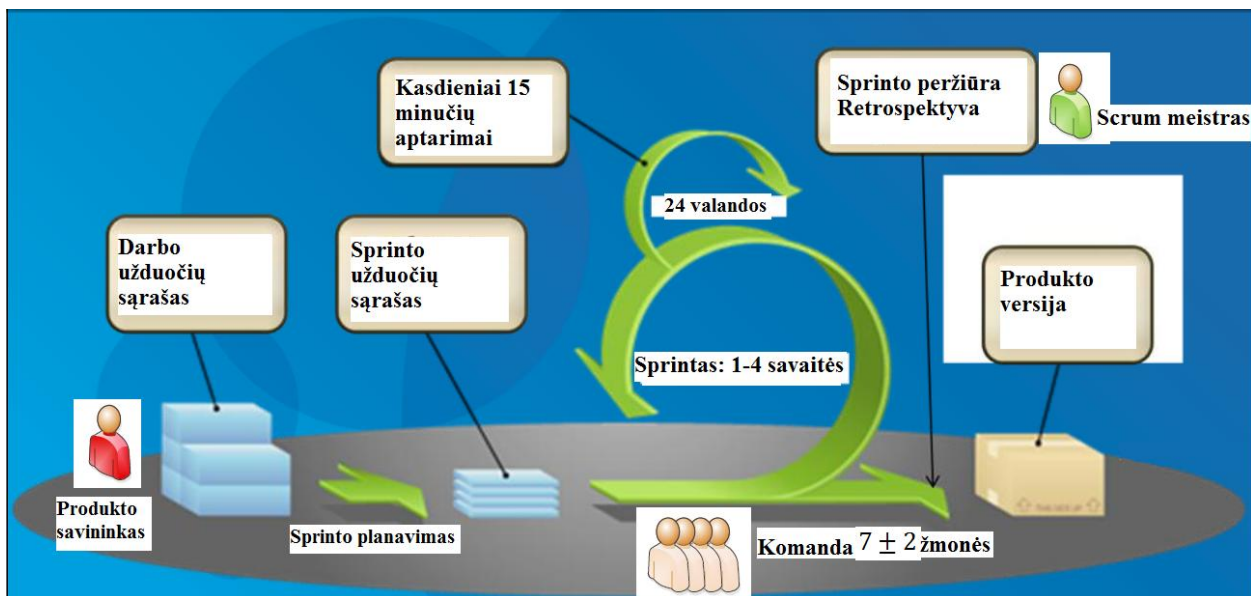 Kasdieniai 15
minučių
aptarimai
Sprinto peržiūra
Retrospektyva
Scrum meistras
24 valandos
Darbo
užduočių
sąrašas
Sprinto
užduočių
sąrašas
Produkto
versija
Sprintas: 1-4 savaitės
Produkto
savininkas
Sprinto planavimas
Komanda 7 ± 2 žmonės